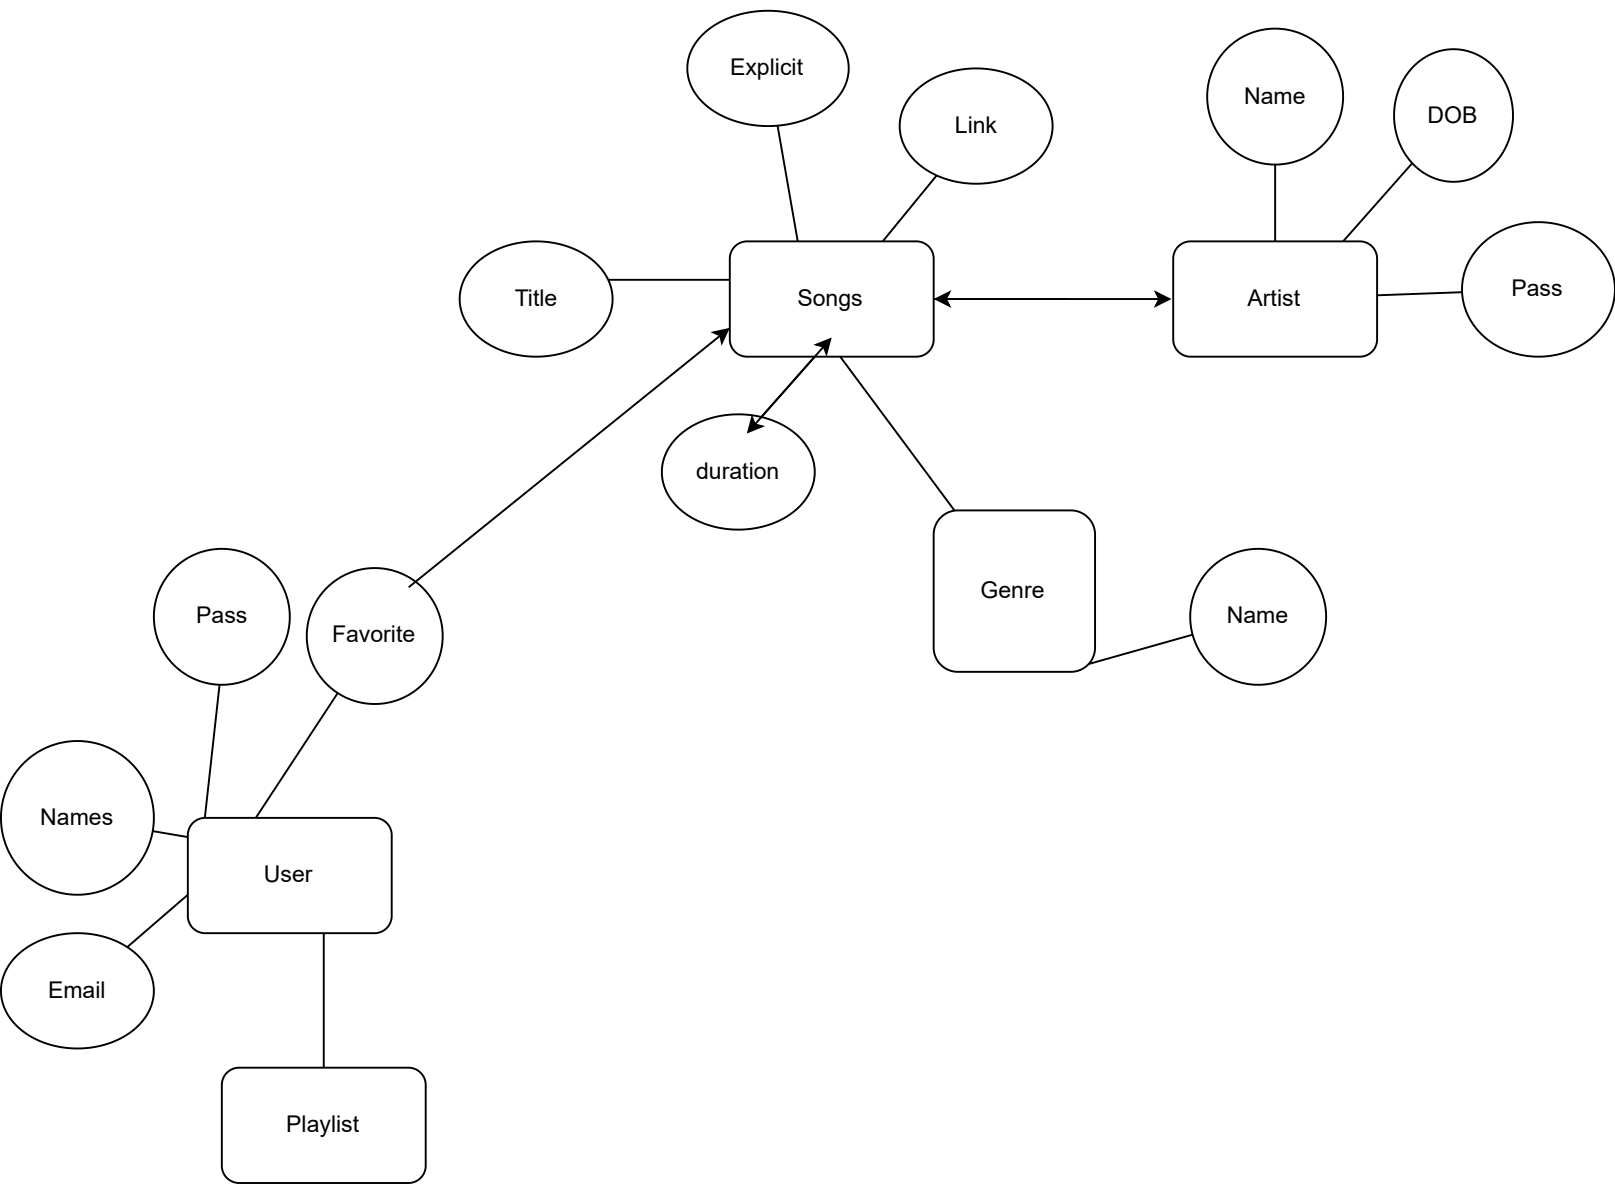 Explicit
Link
Name
DOB
Title
Songs
Artist
Pass
duration
Genre
Name
Pass
Favorite
Names
User
Email
Playlist